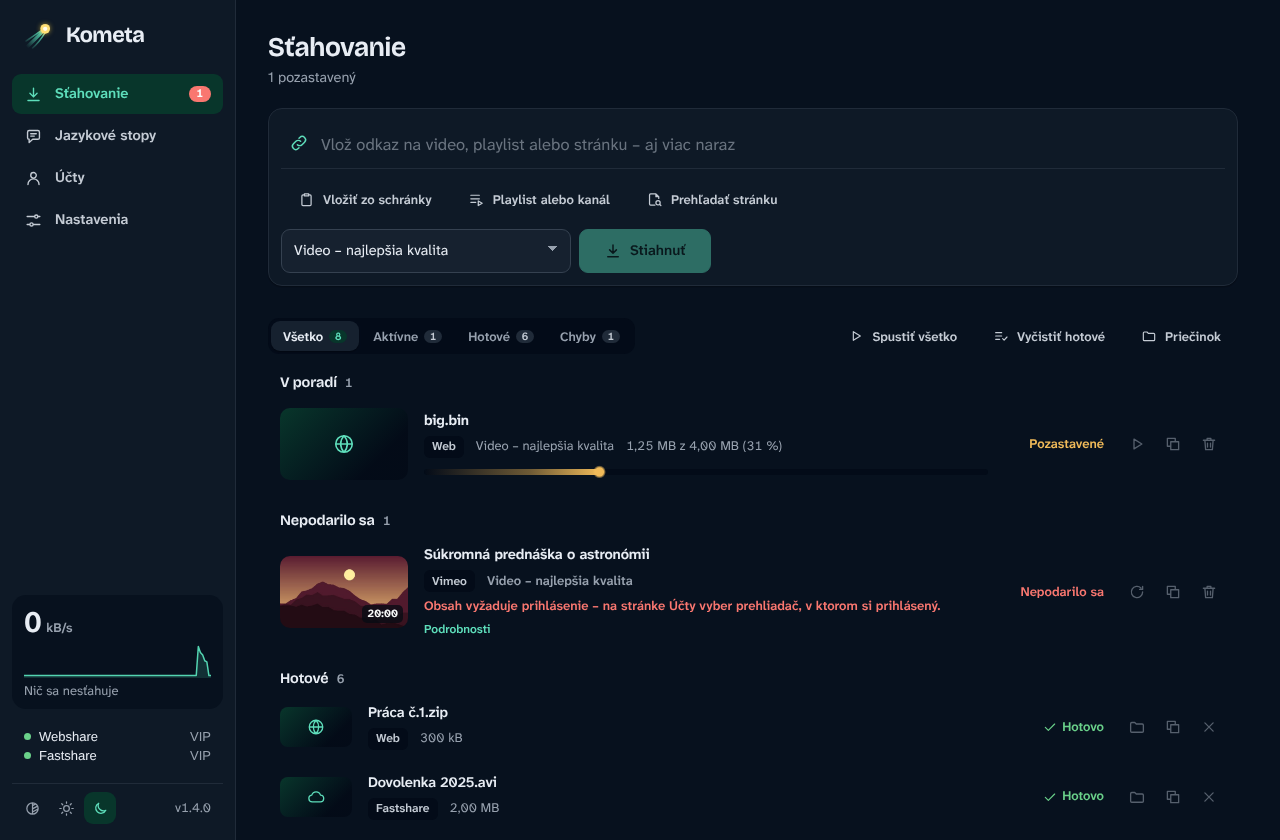 Kometa
Sťahovanie 1
Jazykové stopy
Účty
Nastavenia
0 kB/s
Nič sa nesťahuje
Webshare VIP
Fastshare VIP
v1.4.0
Sťahovanie
1 pozastavený
Vlož odkaz na video, playlist alebo stránku – aj viac naraz
Vložiť zo schránky Playlist alebo kanál Prehľadať stránku
Video – najlepšia kvalita Stiahnuť
Všetko 8 Aktívne 1 Hotové 6 Chyby 1 Spustiť všetko Vyčistiť hotové Priečinok
V poradí 1
big.bin
Web Video – najlepšia kvalita 1,25 MB z 4,00 MB (31 %)
Pozastavené
Nepodarilo sa 1
20:00
Súkromná prednáška o astronómii
Vimeo Video – najlepšia kvalita
Obsah vyžaduje prihlásenie – na stránke Účty vyber prehliadač, v ktorom si prihlásený.
Podrobnosti
Nepodarilo sa
Hotové 6
Práca č.1.zip
Web 300 kB
Hotovo
Dovolenka 2025.avi
Fastshare 2,00 MB
Hotovo